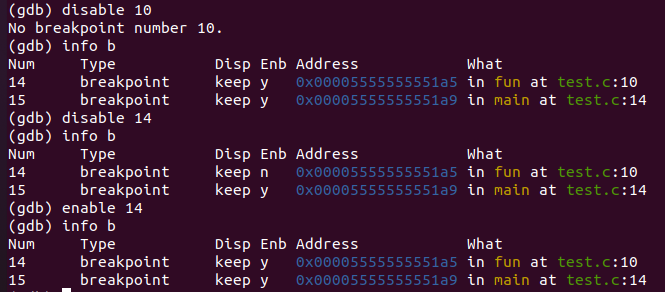 (gdb) disable 10
No breakpoint number 10.
(gdb) info b
Num     Type           Disp Enb Address            What
14      breakpoint     keep y   0x00005555555551a5 in fun at test.c:10
15      breakpoint     keep y   0x00005555555551a9 in main at test.c:14
(gdb) disable 14
(gdb) info b
Num     Type           Disp Enb Address            What
14      breakpoint     keep n   0x00005555555551a5 in fun at test.c:10
15      breakpoint     keep y   0x00005555555551a9 in main at test.c:14
(gdb) enable 14
(gdb) info b
Num     Type           Disp Enb Address            What
14      breakpoint     keep y   0x00005555555551a5 in fun at test.c:10
15      breakpoint     keep y   0x00005555555551a9 in main at test.c:14